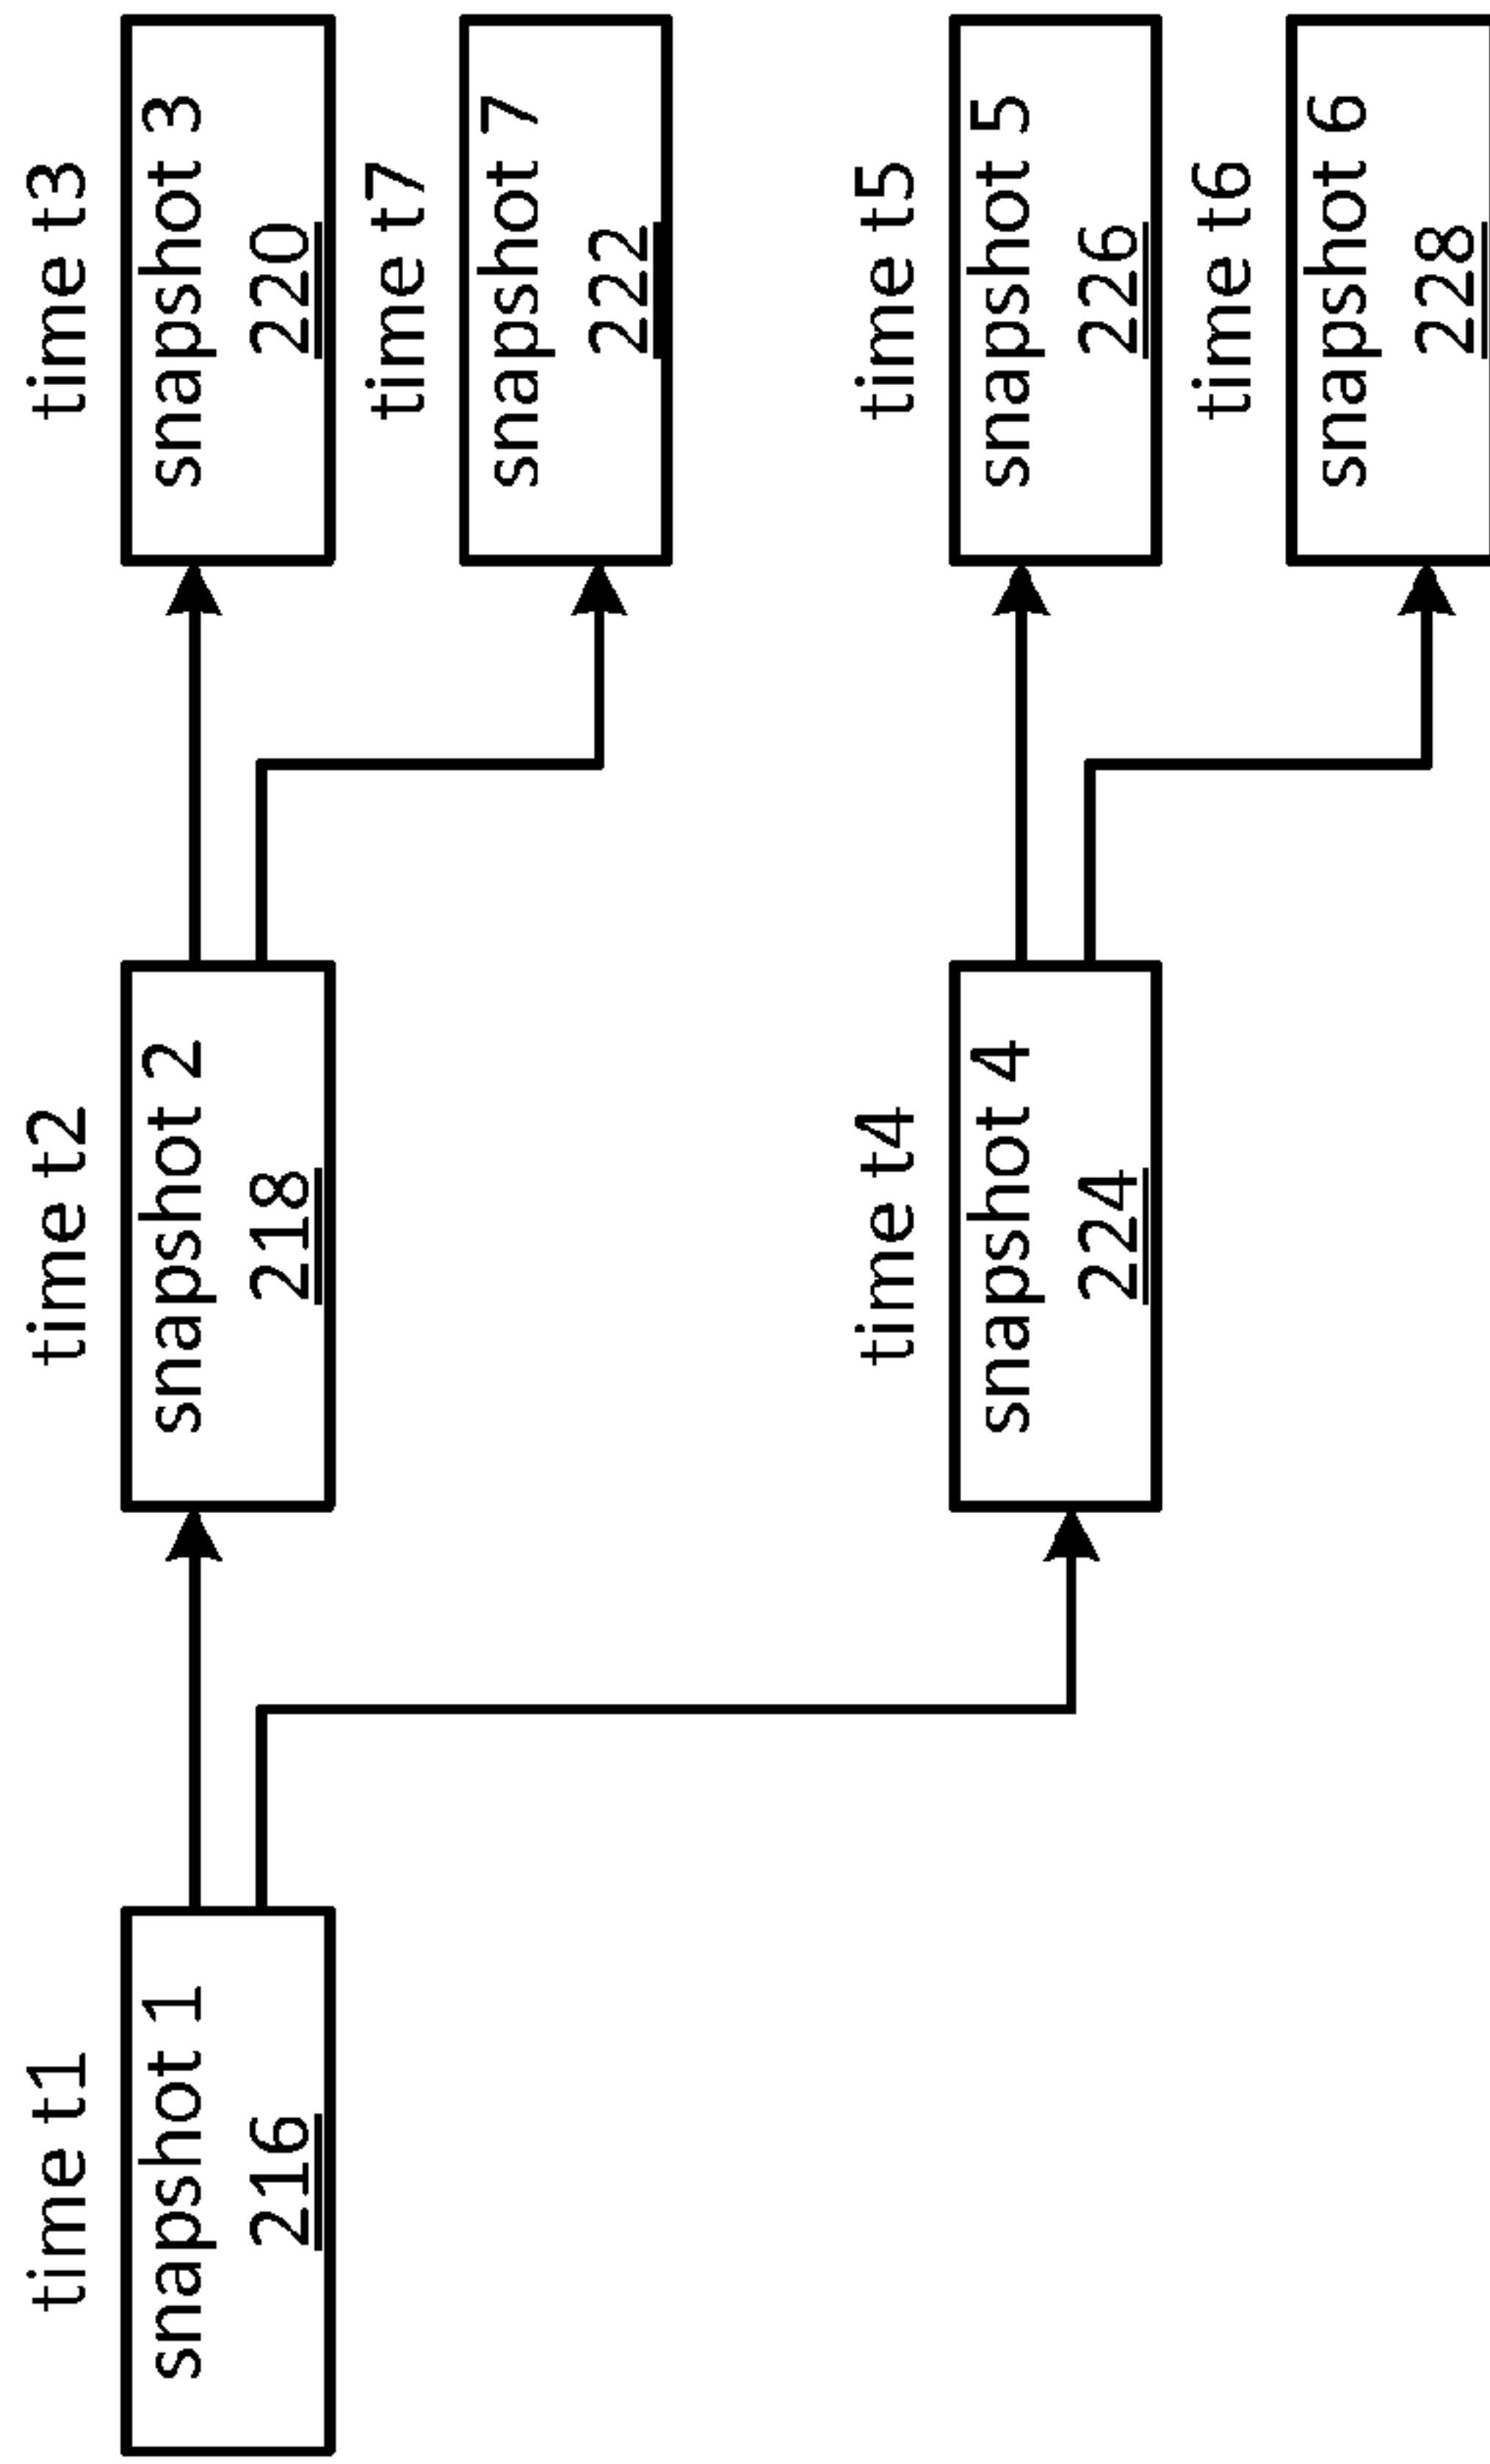 time t1
snapshot 1
216
time t2
snapshot 2
218
time t3
snapshot 3
220
time t7
snapshot 7
222
time t4
snapshot 4
224
time t5
snapshot 5
226
time t6
snapshot 6
228